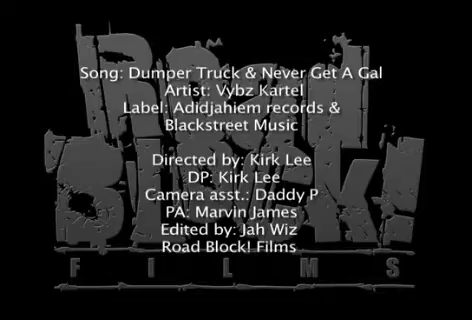 Song: Dumper Truck & Never Get A Gal
Artist: Vybz Kartel
Label: Adidjahiem records &
Blackstreet Music
Directed by: Kirk Lee
DP: Kirk Lee
Camera asst.: Daddy P
PA: Marvin James
Edited by: Jah Wiz
Road Block! Films
Road
Block!
FILMS